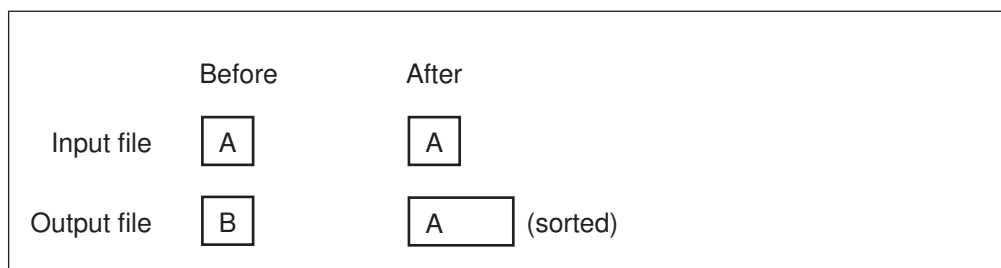 Before After
Input file A A
Output file B A (sorted)